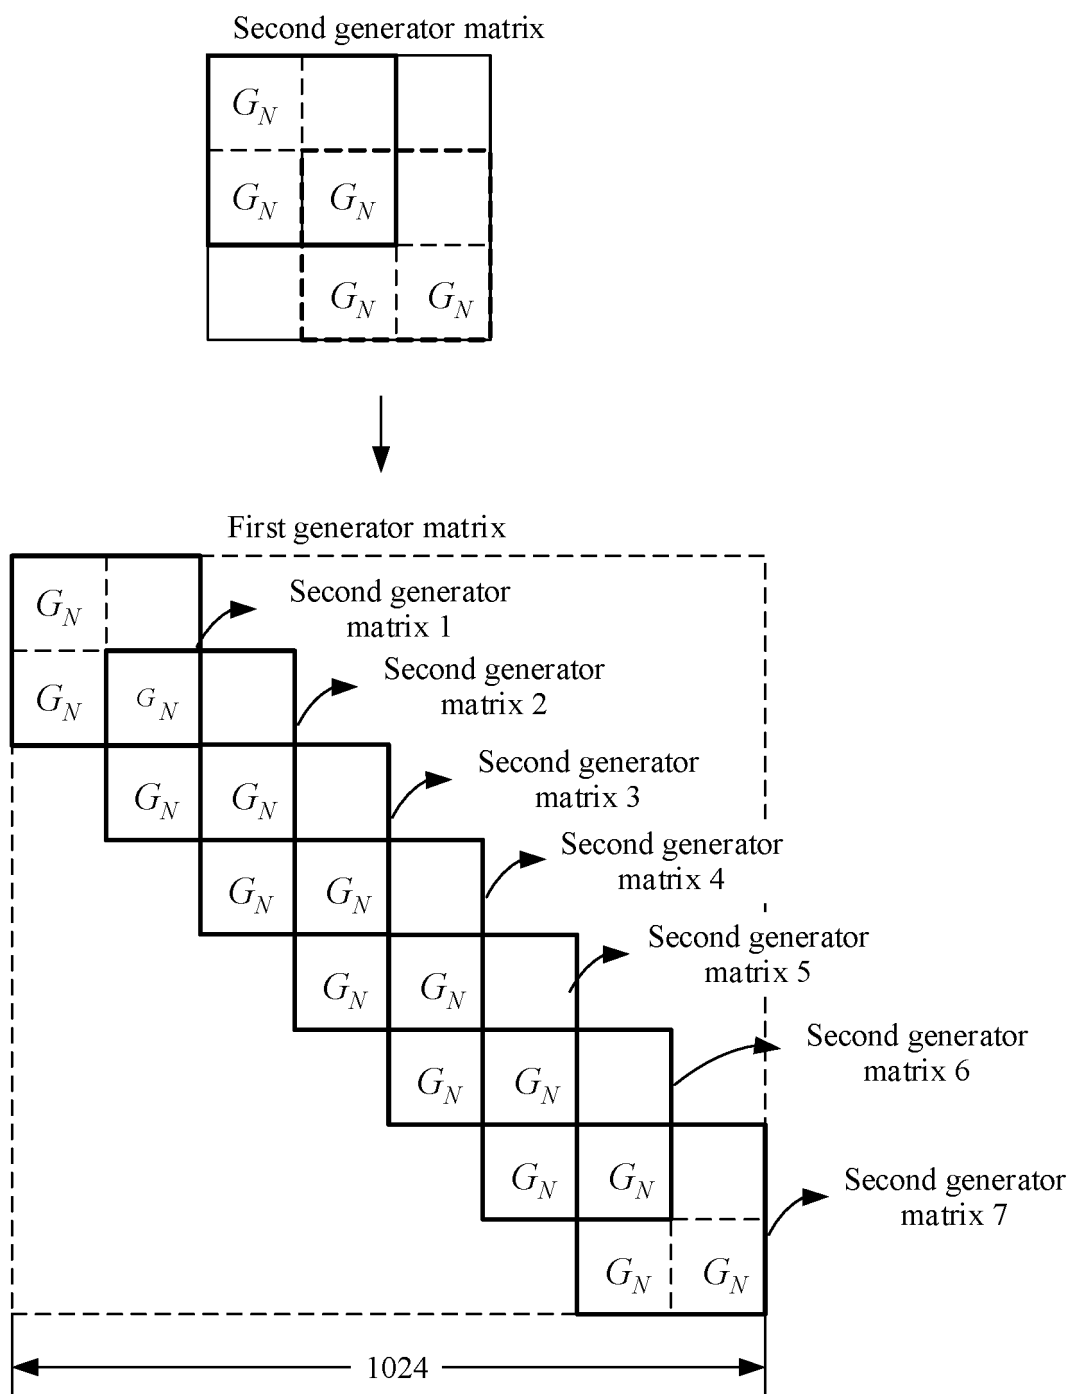 Second generator matrix
G_N
G_N G_N
G_N G_N
First generator matrix
G_N
Second generator
matrix 1
G_N G_N
Second generator
matrix 2
G_N G_N
Second generator
matrix 3
G_N G_N
Second generator
matrix 4
G_N G_N
Second generator
matrix 5
G_N G_N
Second generator
matrix 6
G_N G_N
Second generator
matrix 7
G_N G_N
1024